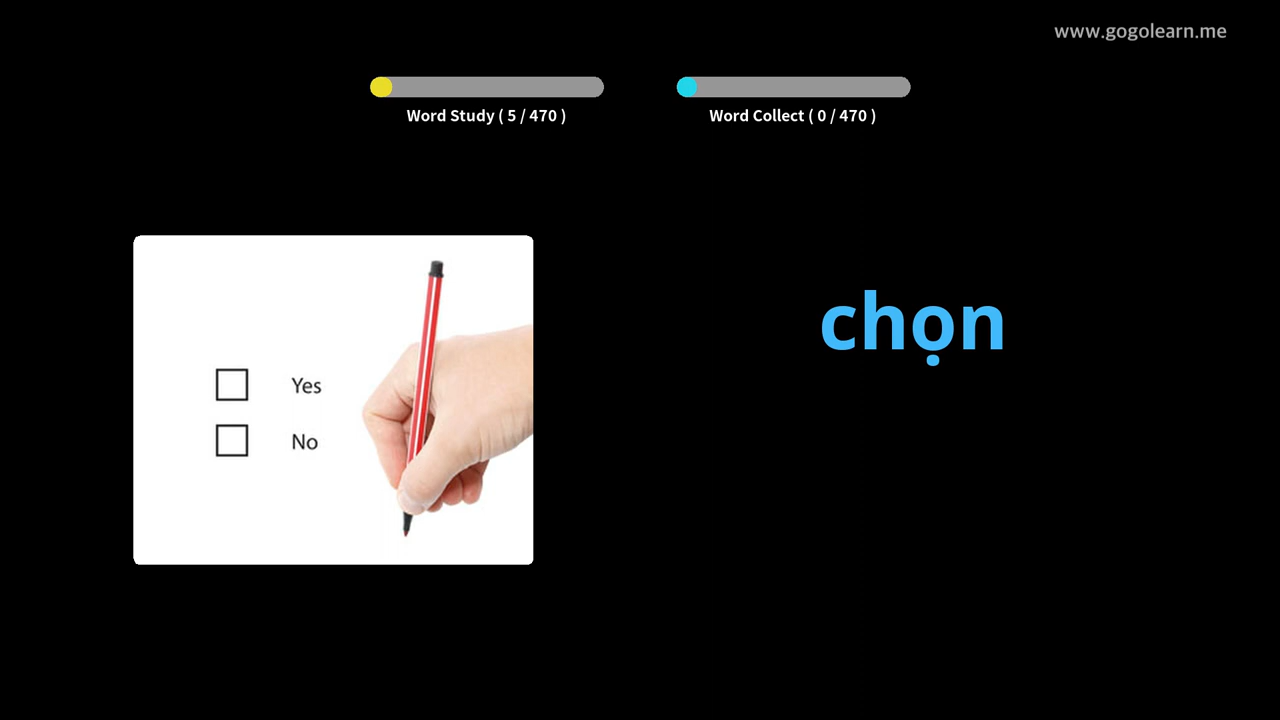 www.gogolearn.me
Word Study ( 5 / 470 )
Word Collect ( 0 / 470 )
chọn
Yes
No